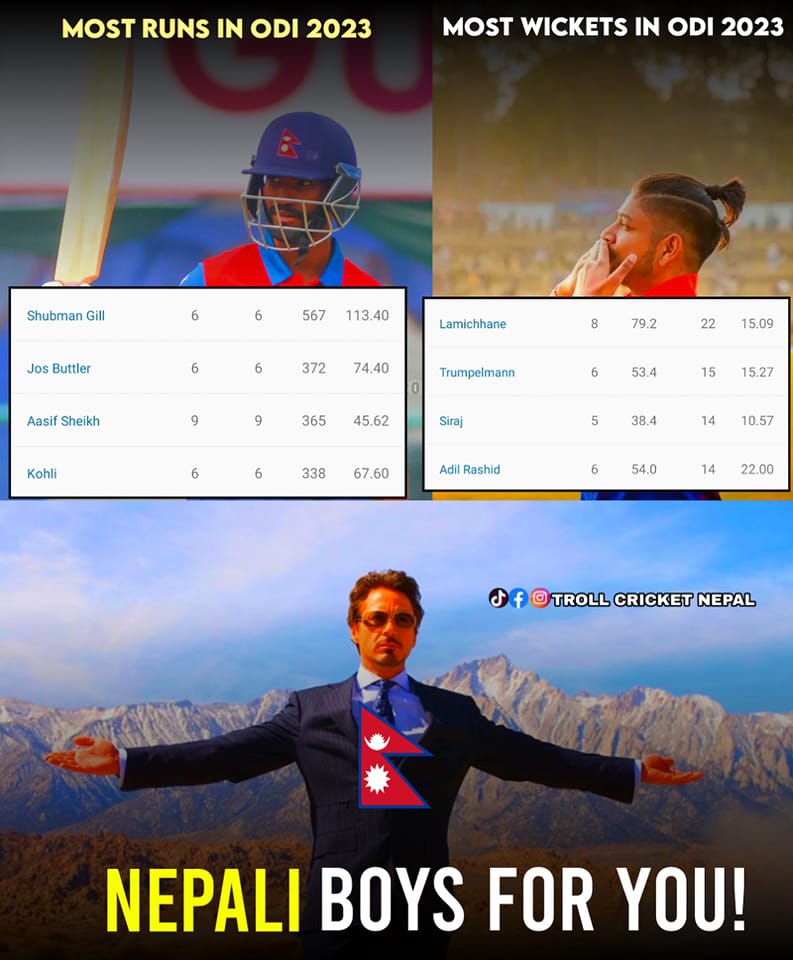 MOST RUNS IN ODI 2023
Shubman Gill 6 6 567 113.40
Jos Buttler 6 6 372 74.40
Aasif Sheikh 9 9 365 45.62
Kohli 6 6 338 67.60
MOST WICKETS IN ODI 2023
Lamichhane 8 79.2 22 15.09
Trumpelmann 6 53.4 15 15.27
Siraj 5 38.4 14 10.57
Adil Rashid 6 54.0 14 22.00
TROLL CRICKET NEPAL
NEPALI BOYS FOR YOU!